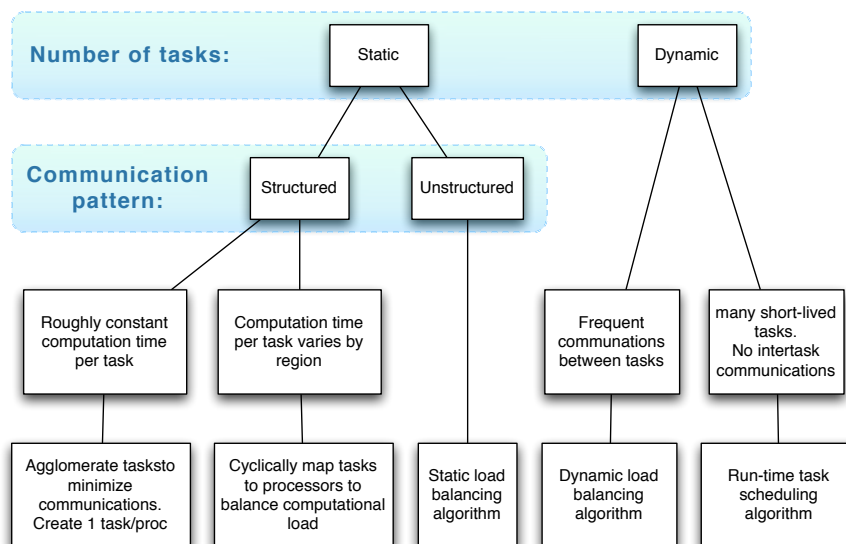 Number of tasks:
Static
Dynamic
Communication
pattern:
Structured
Unstructured
Roughly constant
computation time
per task
Computation time
per task varies by
region
Frequent
communations
between tasks
many short-lived
tasks.
No intertask
communications
Agglomerate tasksto
minimize
communications.
Create 1 task/proc
Cyclically map tasks
to processors to
balance computational
load
Static load
balancing
algorithm
Dynamic load
balancing
algorithm
Run-time task
scheduling
algorithm